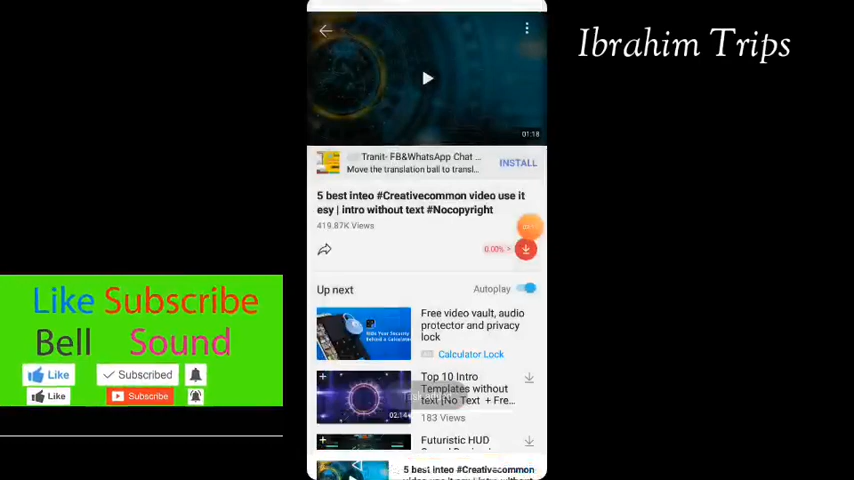 Ibrahim Trips
01:18
Tranit- FB&WhatsApp Chat ...
Move the translation ball to transl...
INSTALL
5 best inteo #Creativecommon video use it
esy | intro without text #Nocopyright
419.87K Views
0.00% >
Up next
Autoplay
Free video vault, audio
protector and privacy
lock
Calculator Lock
Top 10 Intro
Templates without
text |No Text + Fre...
02:14
183 Views
Futuristic HUD
5 best inteo #Creativecommon
Like Subscribe
Bell Sound
Like
Subscribed
Like
Subscribe